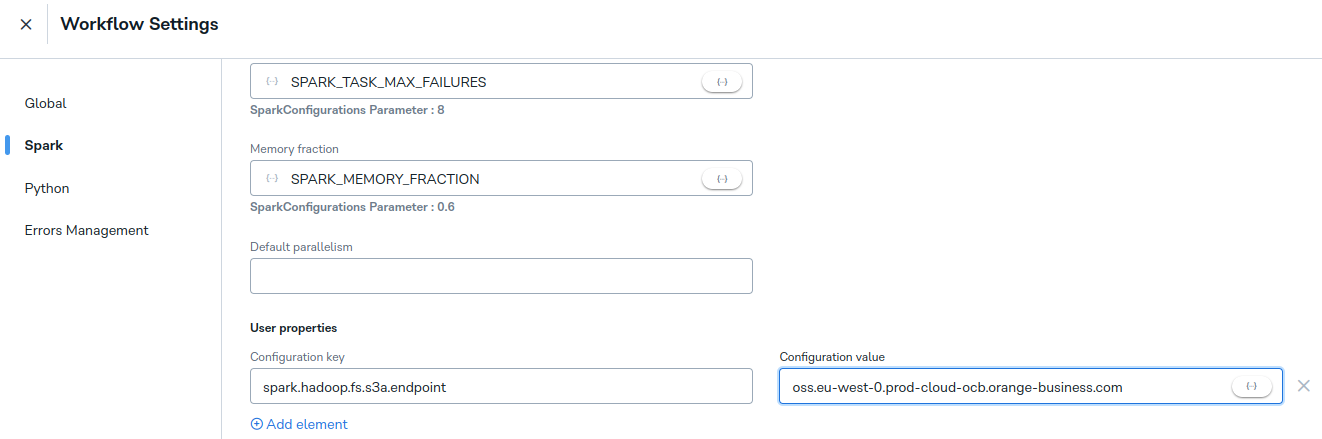 Workflow Settings
SPARK_TASK_MAX_FAILURES
SparkConfigurations Parameter : 8
Global
Spark
Python
Errors Management
Memory fraction
SPARK_MEMORY_FRACTION
SparkConfigurations Parameter : 0.6
Default parallelism
User properties
Configuration key
Configuration value
spark.hadoop.fs.s3a.endpoint
oss.eu-west-0.prod-cloud-ocb.orange-business.com
Add element